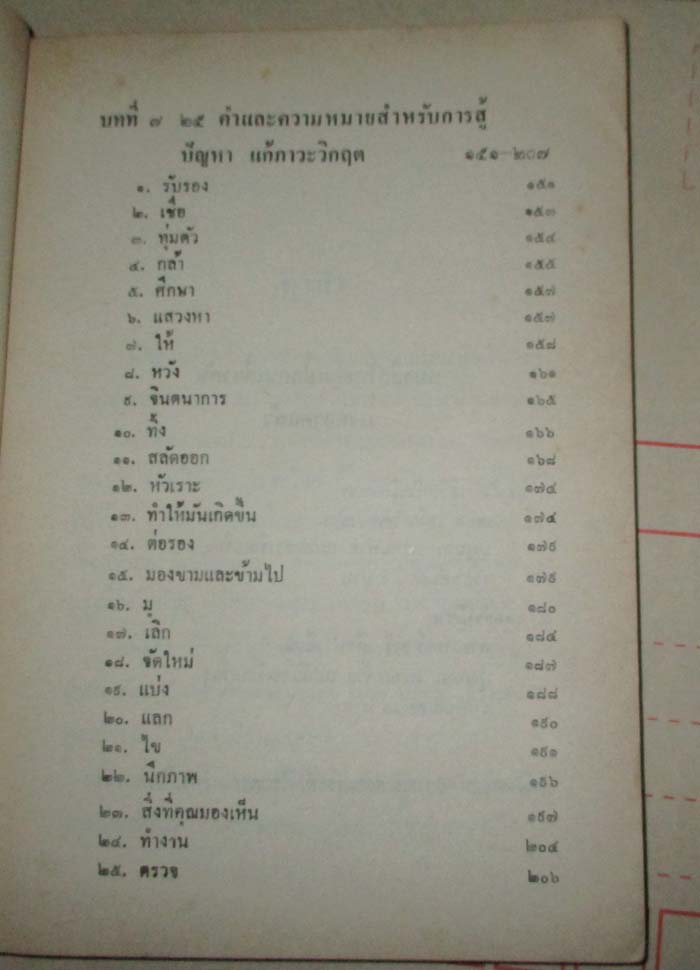 บทที่ ๗ ๒๕ คำและความหมายสำหรับการสู้
ปัญหา แก้ภาวะวิกฤต ๑๕๑-๒๐๗
๑. รับรอง ๑๕๑
๒. เชื่อ ๑๕๓
๓. ทุ่มตัว ๑๕๔
๔. กล้า ๑๕๕
๕. ศึกษา ๑๕๗
๖. แสวงหา ๑๕๗
๗. ให้ ๑๕๘
๘. หวัง ๑๖๑
๙. จินตนาการ ๑๖๕
๑๐. ทิ้ง ๑๖๖
๑๑. สลัดออก ๑๖๘
๑๒. หัวเราะ ๑๗๔
๑๓. ทำให้มันเกิดขึ้น ๑๗๔
๑๔. ต่อรอง ๑๗๙
๑๕. มองขามและข้ามไป ๑๗๙
๑๖. มุ ๑๘๐
๑๗. เลิก ๑๘๔
๑๘. จัดใหม่ ๑๘๗
๑๙. แบ่ง ๑๘๘
๒๐. แลก ๑๙๐
๒๑. ไข ๑๙๑
๒๒. นึกภาพ ๑๙๖
๒๓. สิ่งที่คุณมองเห็น ๑๙๗
๒๔. ทำงาน ๒๐๔
๒๕. ตรวจ ๒๐๖